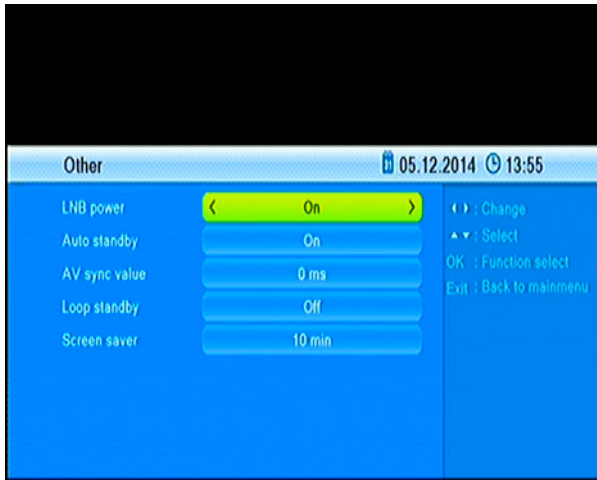 Other 05.12.2014 13:55
LNB power On
Auto standby On
AV sync value 0 ms
Loop standby Off
Screen saver 10 min
: Change
: Select
OK : Function select
Exit : Back to mainmenu